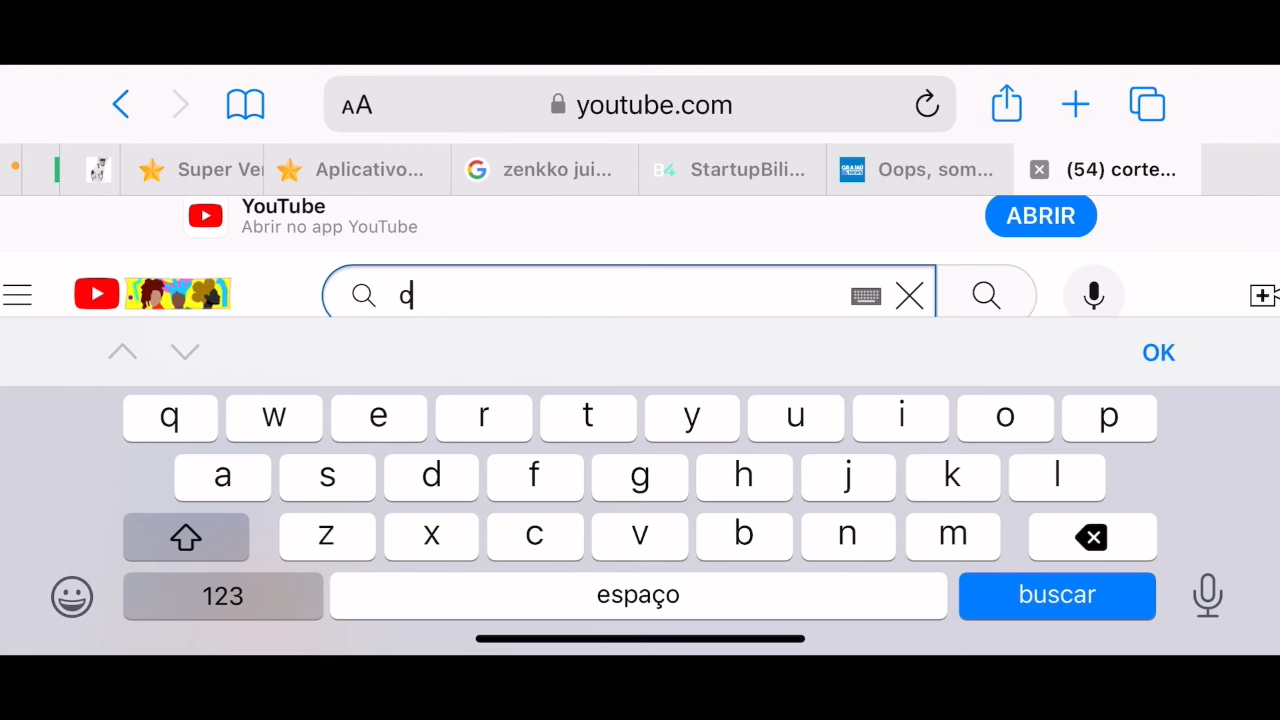 AA youtube.com
Super Ver Aplicativo... zenkko jui... StartupBili... Oops, som... (54) corte...
YouTube
Abrir no app YouTube
ABRIR
OK
q w e r t y u i o p
a s d f g h j k l
z x c v b n m
123 espaço buscar